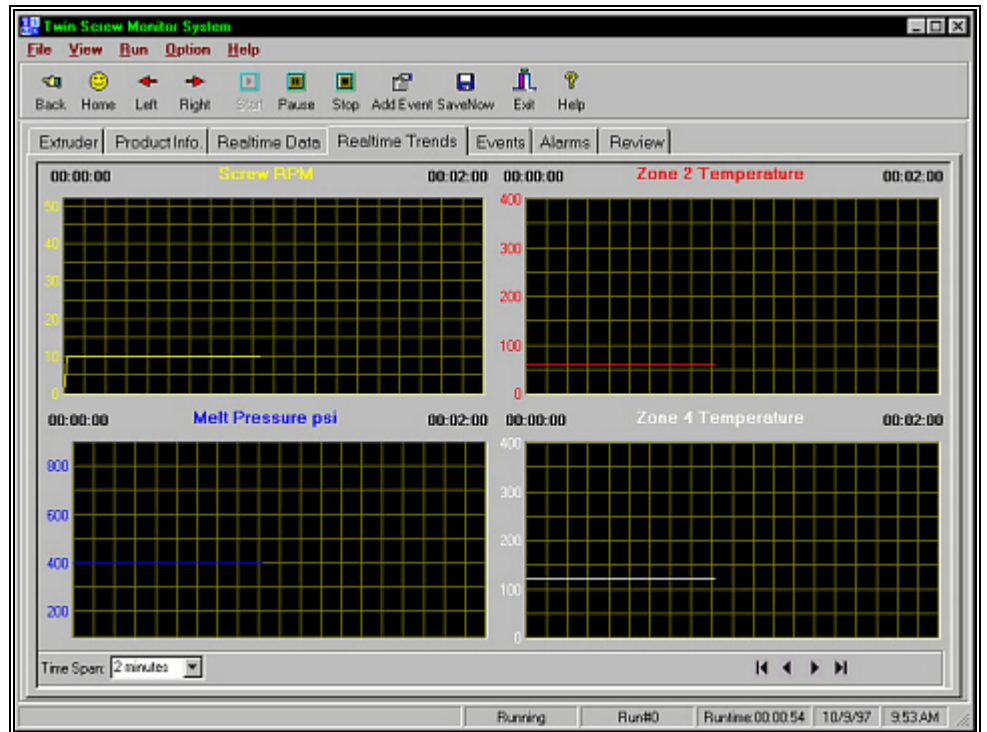 Twin Screw Monitor System
File View Run Option Help
Back Home Left Right Start Pause Stop Add Event SaveNow Exit Help
Extruder Product Info. Realtime Data Realtime Trends Events Alarms Review
00:00:00 Screw RPM 00:02:00
50
40
30
20
10
0
00:00:00 Zone 2 Temperature 00:02:00
400
300
200
100
0
00:00:00 Melt Pressure psi 00:02:00
800
600
400
200
00:00:00 Zone 4 Temperature 00:02:00
400
300
200
100
0
Time Span: 2 minutes
Running Run#0 Runtime:00:00:54 10/9/97 9:53 AM